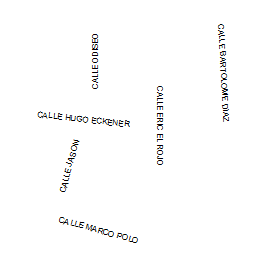 CALLE ODISEO
CALLE BARTOLOME DIAZ
CALLE HUGO ECKENER
CALLE ERIC EL ROJO
CALLE JASON
CALLE MARCO POLO